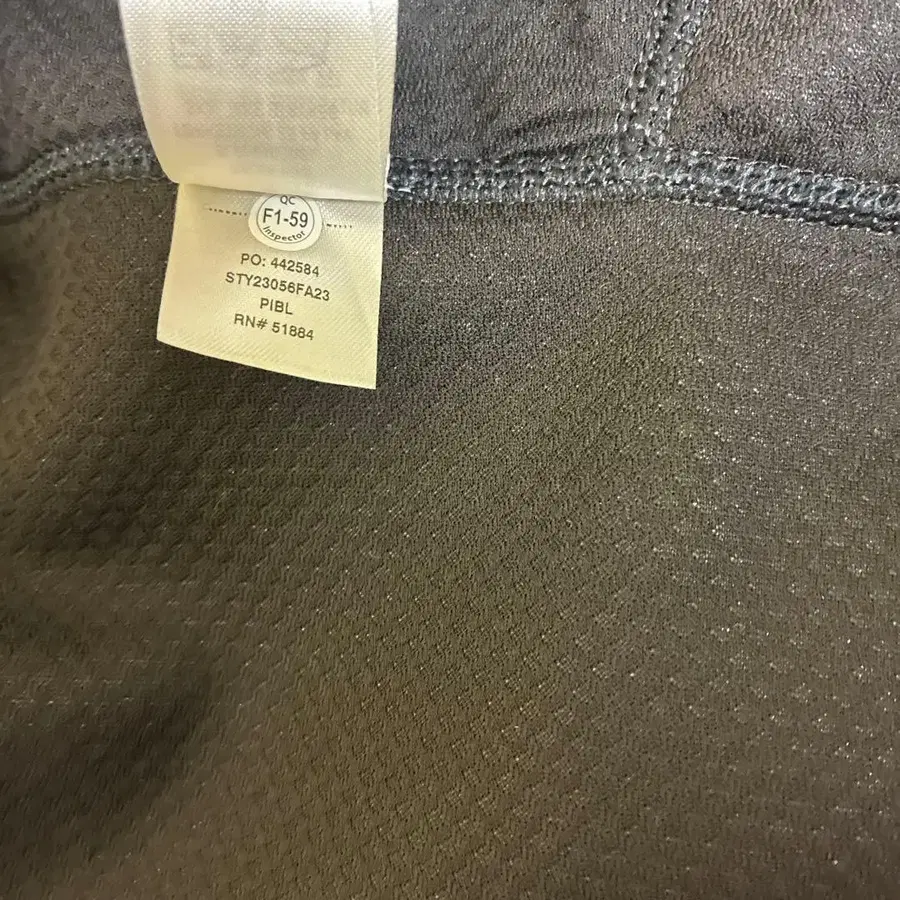 QC
F1-59
Inspector
PO: 442584
STY23056FA23
PIBL
RN# 51884